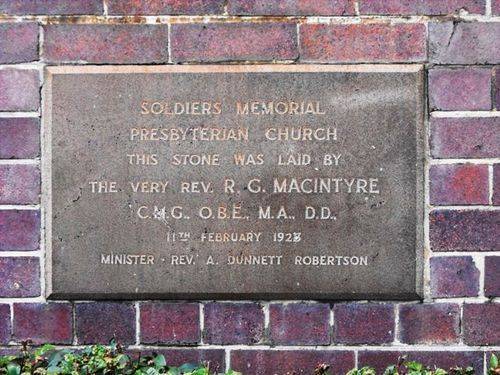 SOLDIERS MEMORIAL
PRESBYTERIAN CHURCH
THIS STONE WAS LAID BY
THE VERY REV. R. G. MACINTYRE
C.M.G., O.B.E., M.A., D.D.,
11TH FEBRUARY 1923
MINISTER · REV. A. DUNNETT ROBERTSON